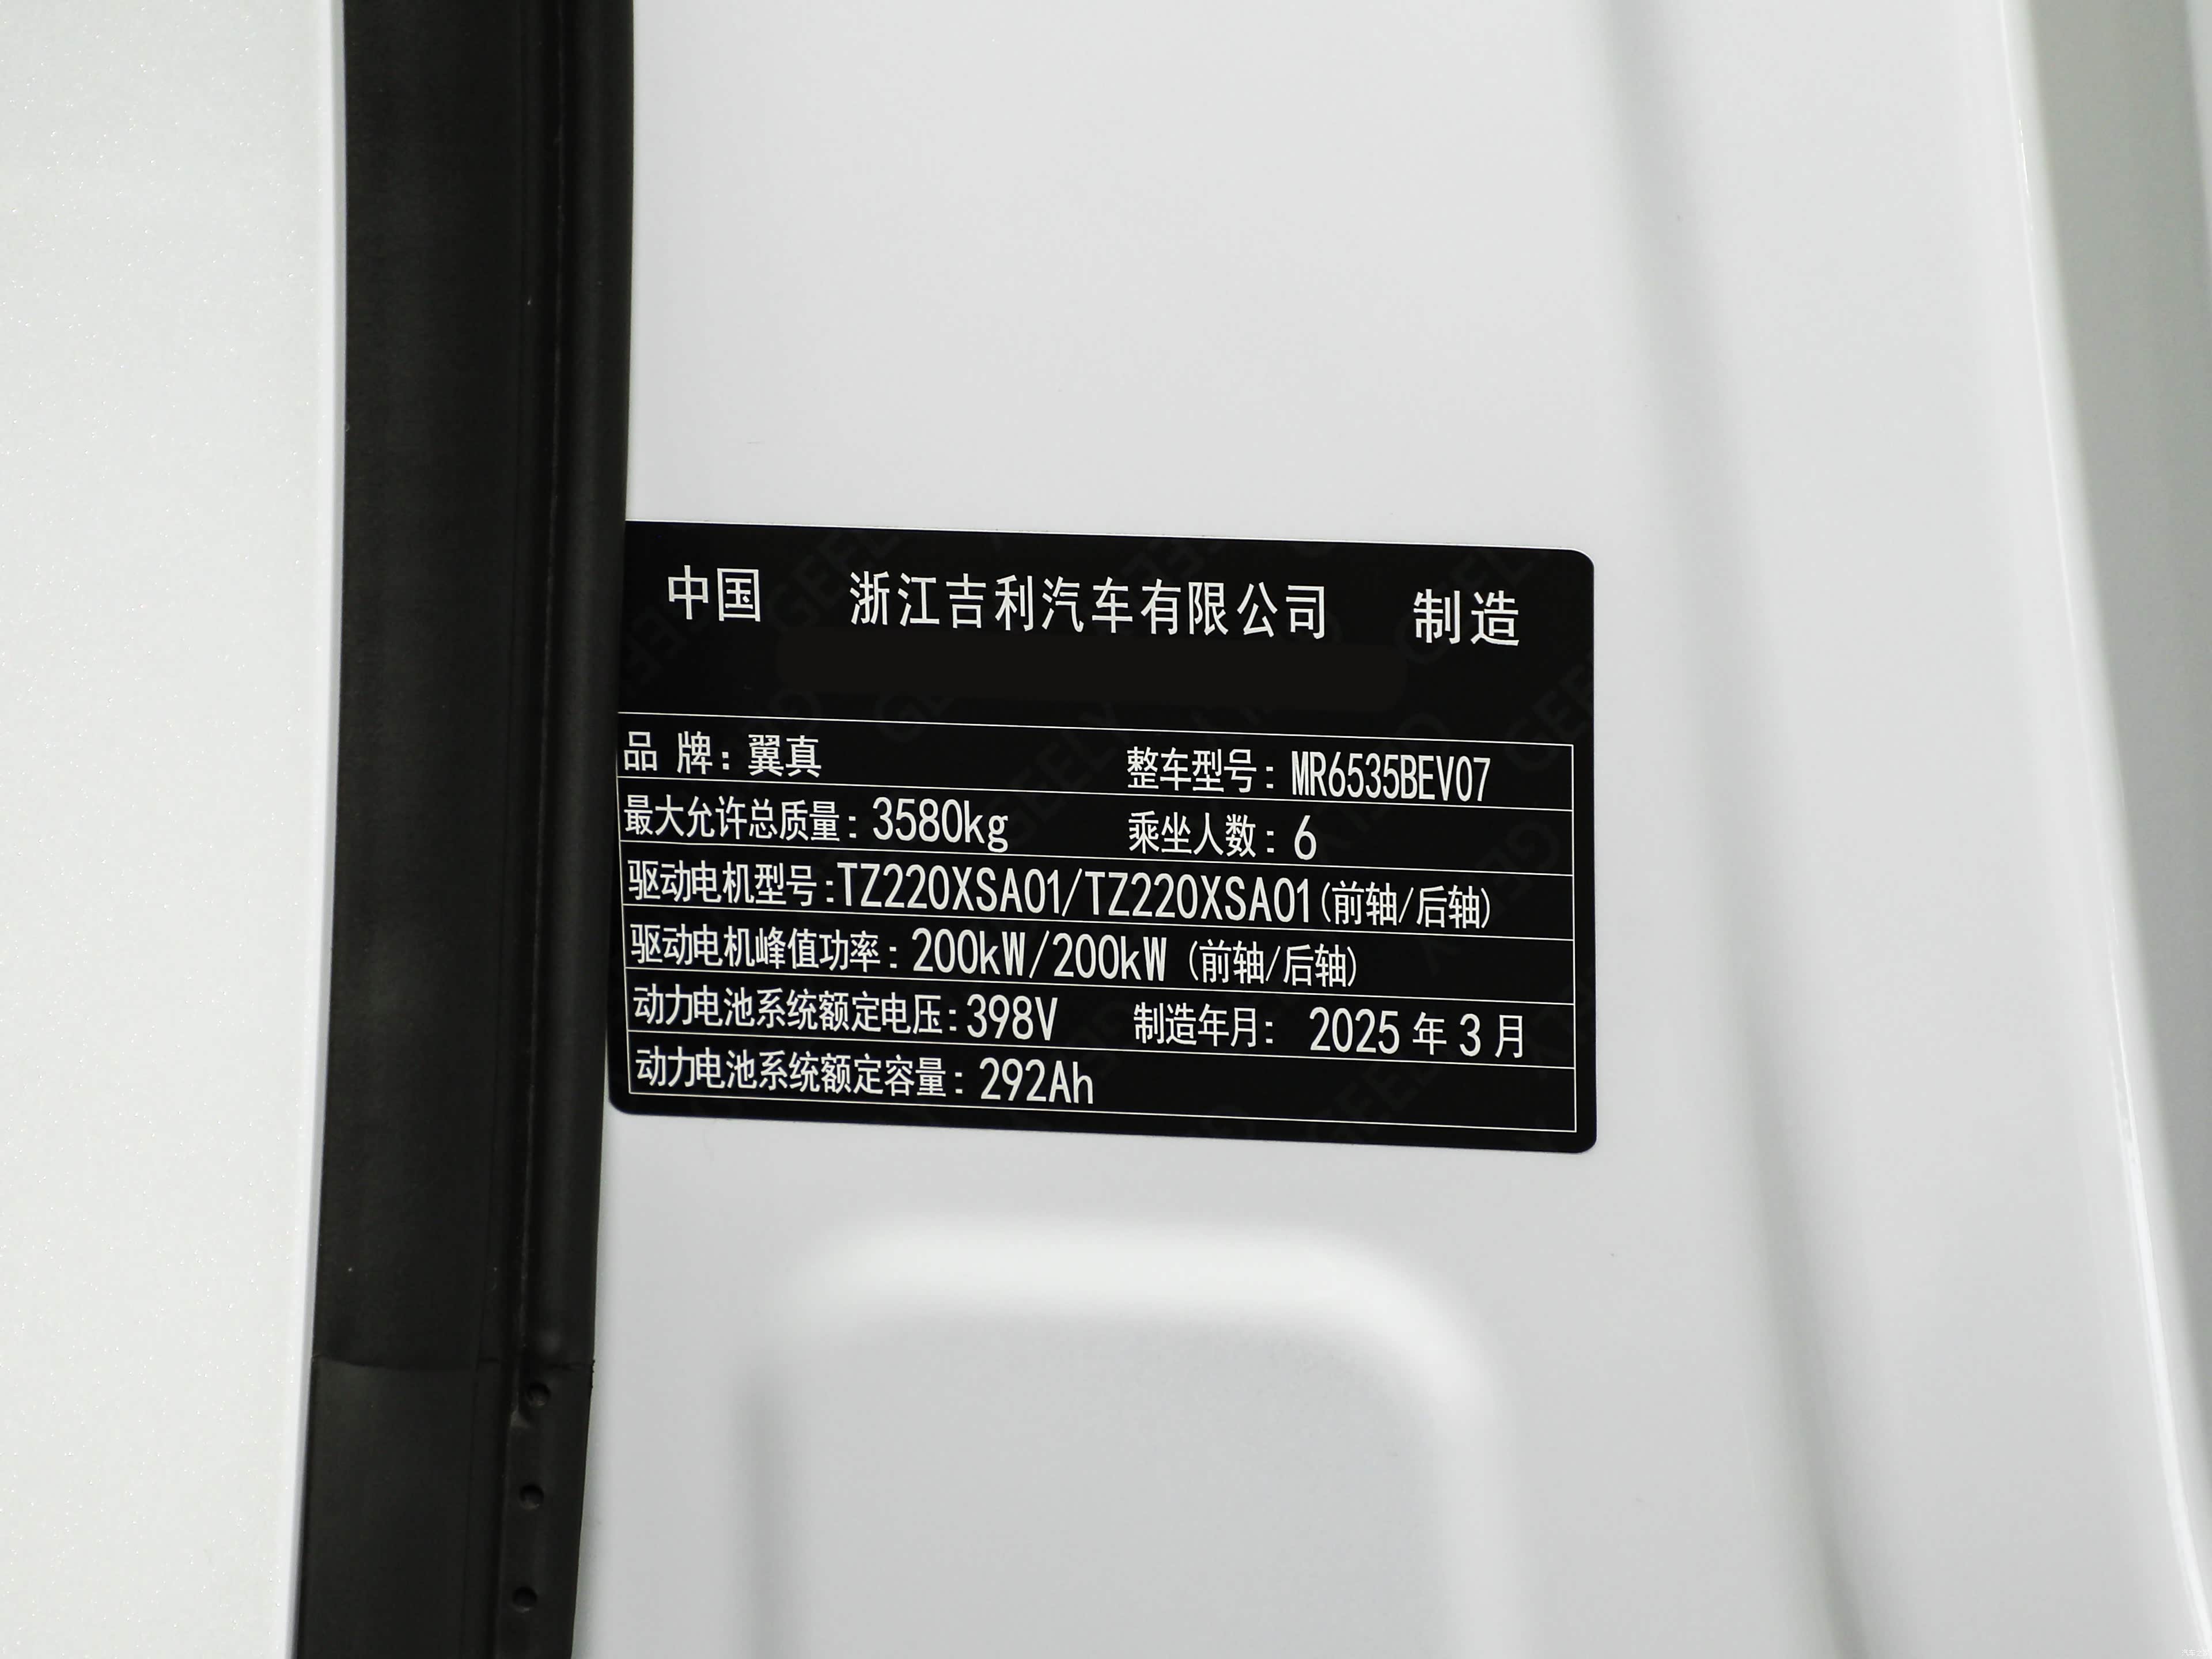 中国 浙江吉利汽车有限公司 制造
品 牌：翼真 整车型号：MR6535BEV07
最大允许总质量：3580kg 乘坐人数：6
驱动电机型号：TZ220XSA01/TZ220XSA01(前轴/后轴)
驱动电机峰值功率：200kW/200kW (前轴/后轴)
动力电池系统额定电压：398V 制造年月：2025年3月
动力电池系统额定容量：292Ah